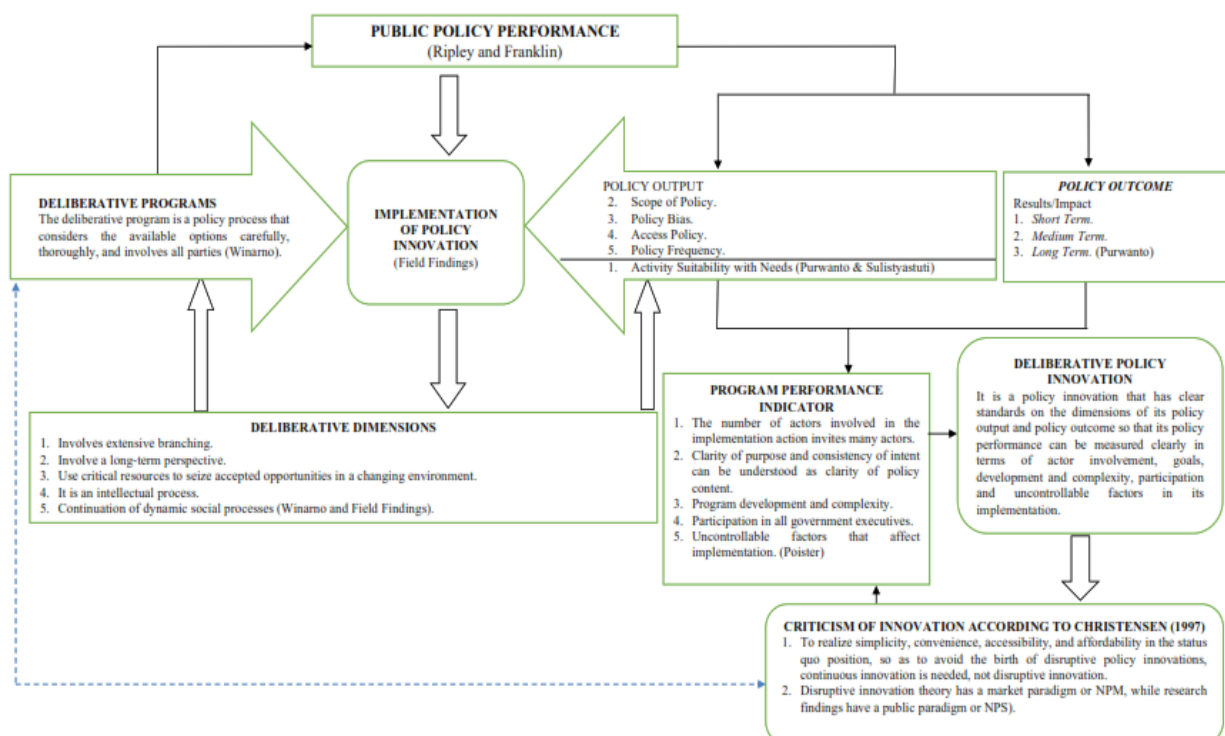 PUBLIC POLICY PERFORMANCE
(Ripley and Franklin)
DELIBERATIVE PROGRAMS
The deliberative program is a policy process that
considers the available options carefully,
thoroughly, and involves all parties (Winarno).
IMPLEMENTATION
OF POLICY
INNOVATION
(Field Findings)
POLICY OUTPUT
2. Scope of Policy.
3. Policy Bias.
4. Access Policy.
5. Policy Frequency.
1. Activity Suitability with Needs (Purwanto & Sulistyastuti)
POLICY OUTCOME
Results/Impact
1. Short Term.
2. Medium Term.
3. Long Term. (Purwanto)
DELIBERATIVE DIMENSIONS
1. Involves extensive branching.
2. Involve a long-term perspective.
3. Use critical resources to seize accepted opportunities in a changing environment.
4. It is an intellectual process.
5. Continuation of dynamic social processes (Winarno and Field Findings).
PROGRAM PERFORMANCE
INDICATOR
1. The number of actors involved in the
implementation action invites many actors.
2. Clarity of purpose and consistency of intent
can be understood as clarity of policy
content.
3. Program development and complexity.
4. Participation in all government executives.
5. Uncontrollable factors that affect
implementation. (Poister)
DELIBERATIVE POLICY
INNOVATION
It is a policy innovation that has clear
standards on the dimensions of its policy
output and policy outcome so that its policy
performance can be measured clearly in
terms of actor involvement, goals,
development and complexity, participation
and uncontrollable factors in its
implementation.
CRITICISM OF INNOVATION ACCORDING TO CHRISTENSEN (1997)
1. To realize simplicity, convenience, accessibility, and affordability in the status
quo position, so as to avoid the birth of disruptive policy innovations,
continuous innovation is needed, not disruptive innovation.
2. Disruptive innovation theory has a market paradigm or NPM, while research
findings have a public paradigm or NPS).